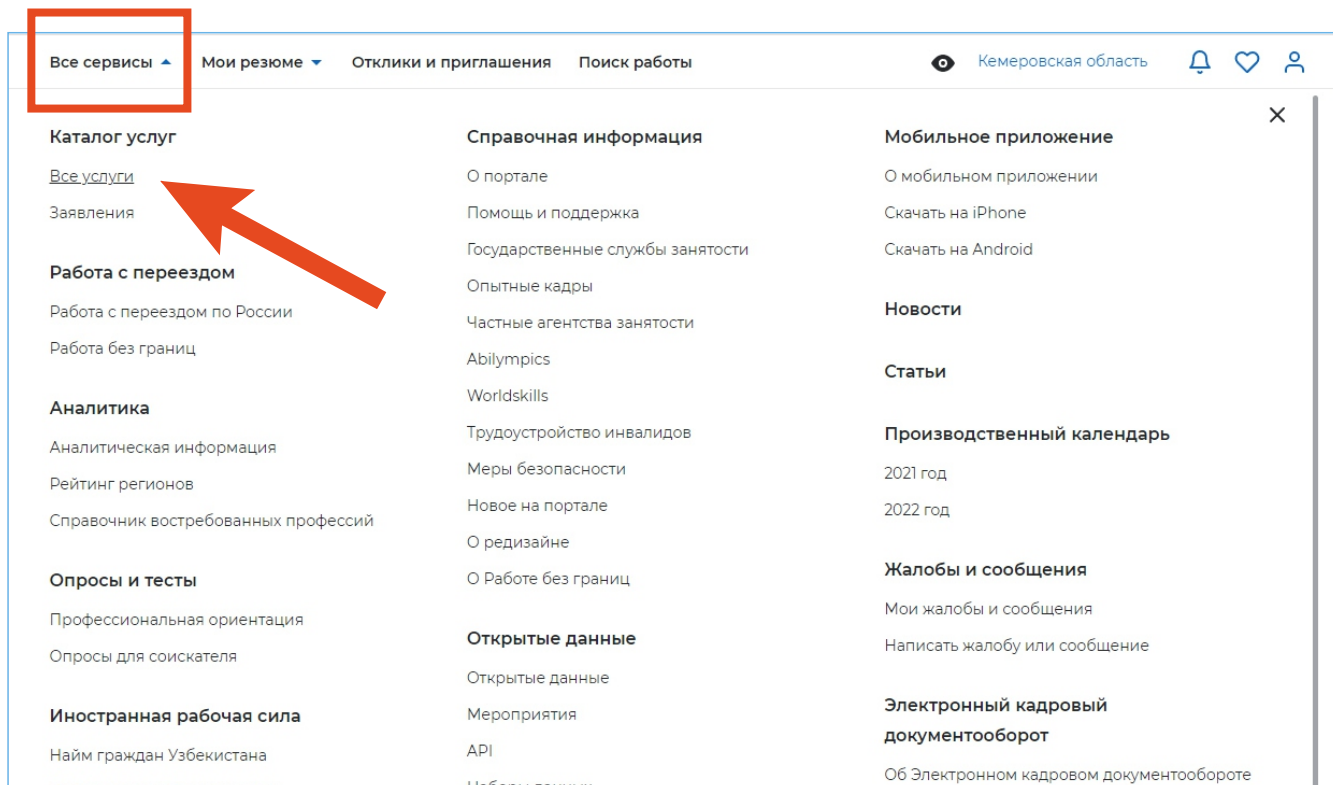 Все сервисы
Мои резюме
Отклики и приглашения
Поиск работы
Кемеровская область
Каталог услуг
Все услуги
Заявления
Работа с переездом
Работа с переездом по России
Работа без границ
Аналитика
Аналитическая информация
Рейтинг регионов
Справочник востребованных профессий
Опросы и тесты
Профессиональная ориентация
Опросы для соискателя
Иностранная рабочая сила
Найм граждан Узбекистана
Справочная информация
О портале
Помощь и поддержка
Государственные службы занятости
Опытные кадры
Частные агентства занятости
Abilympics
Worldskills
Трудоустройство инвалидов
Меры безопасности
Новое на портале
О редизайне
О Работе без границ
Открытые данные
Открытые данные
Мероприятия
API
Мобильное приложение
О мобильном приложении
Скачать на iPhone
Скачать на Android
Новости
Статьи
Производственный календарь
2021 год
2022 год
Жалобы и сообщения
Мои жалобы и сообщения
Написать жалобу или сообщение
Электронный кадровый
документооборот
Об Электронном кадровом документообороте